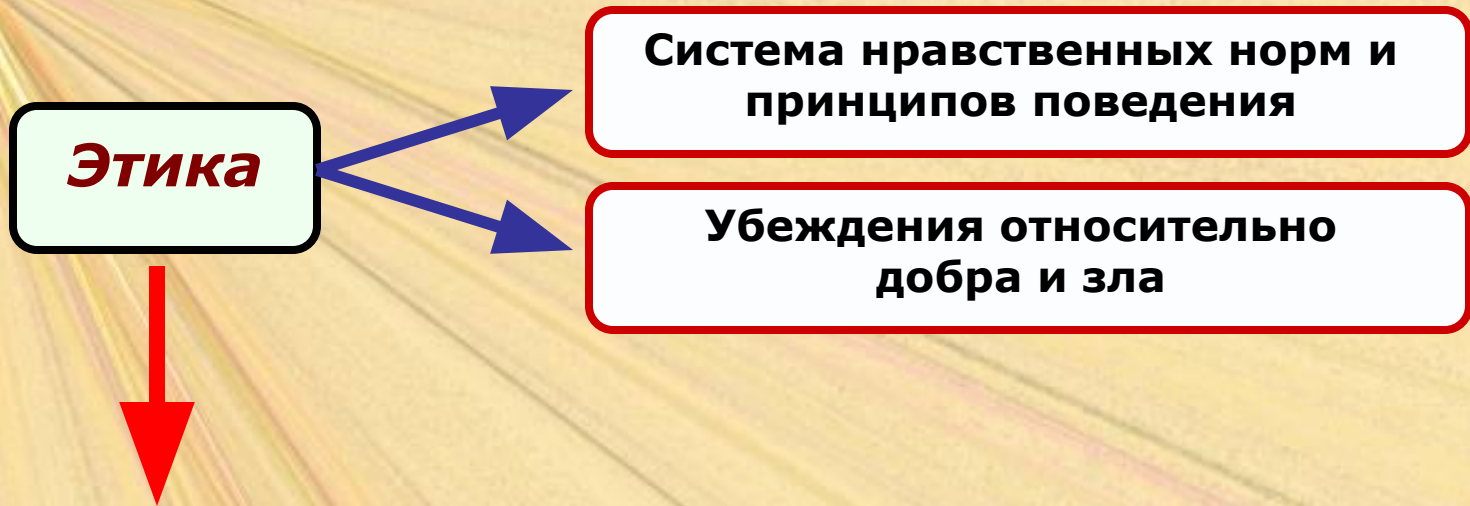 Этика
Система нравственных норм и
принципов поведения
Убеждения относительно
добра и зла